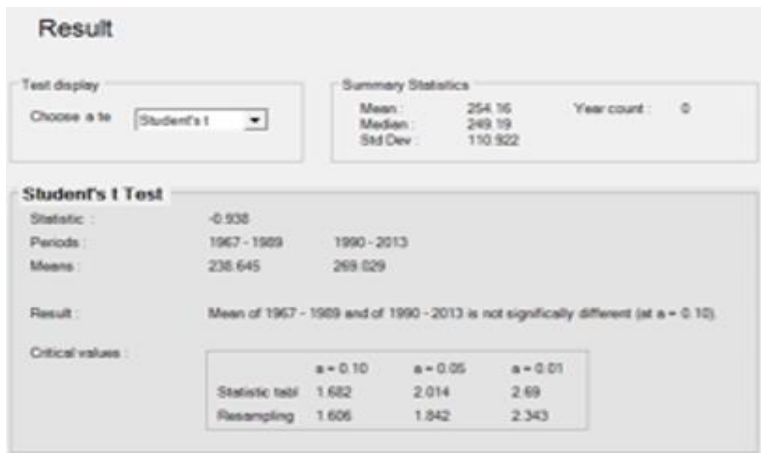 Result
Test display
Choose a te Student's t
Summary Statistics
Mean : 254.16 Year count : 0
Median : 249.19
Std Dev : 110.922
Student's t Test
Statistic : -0.938
Periods : 1967 - 1989 1990 - 2013
Means : 238.645 269.029
Result : Mean of 1967 - 1989 and of 1990 - 2013 is not significally different (at a = 0.10).
Critical values :
a = 0.10 a = 0.05 a = 0.01
Statistic tabl 1.682 2.014 2.69
Resampling 1.606 1.842 2.343